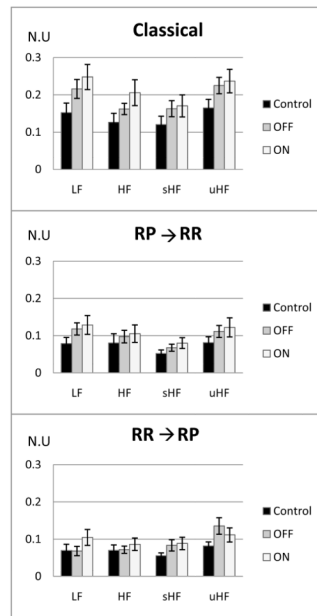 Classical
N.U
0.3
0.2
0.1
0
LF HF sHF uHF
Control
OFF
ON
RP → RR
N.U
0.3
0.2
0.1
0
LF HF sHF uHF
Control
OFF
ON
RR → RP
N.U
0.3
0.2
0.1
0
LF HF sHF uHF
Control
OFF
ON